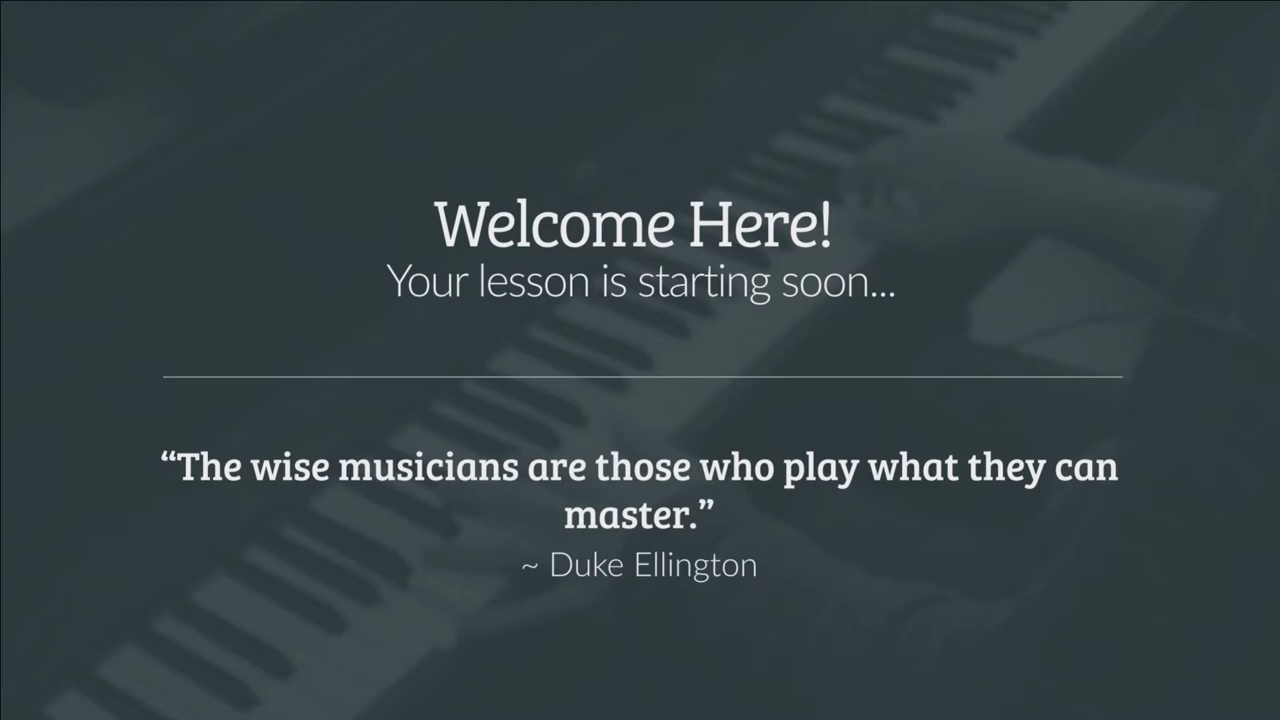 Welcome Here!
Your lesson is starting soon...
“The wise musicians are those who play what they can
master.”
~ Duke Ellington